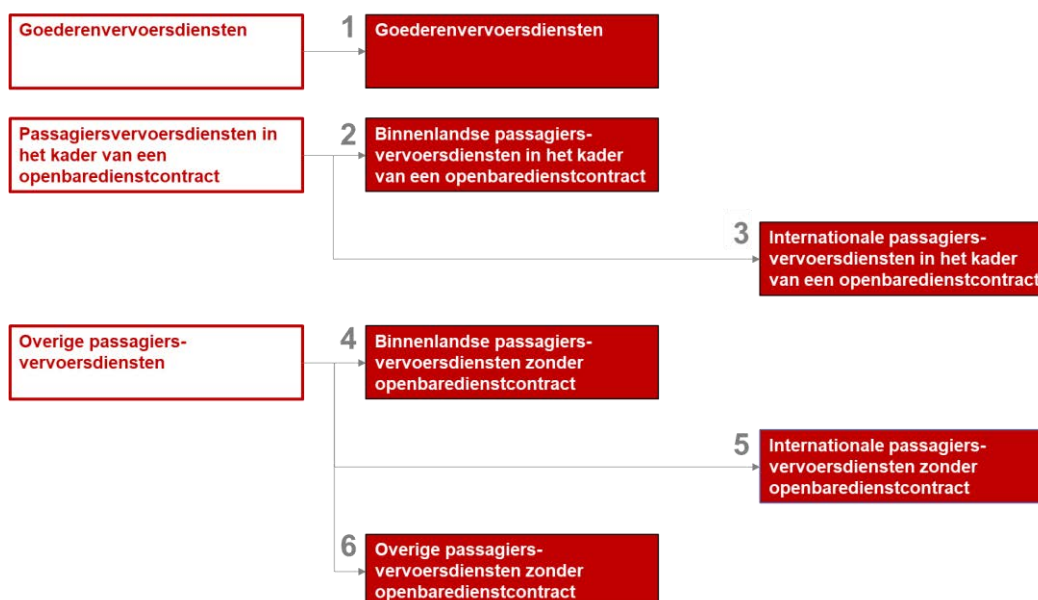 Goederenvervoersdiensten
1
Goederenvervoersdiensten
Passagiersvervoersdiensten in
het kader van een
openbaredienstcontract
2
Binnenlandse passagiers-
vervoersdiensten in het kader
van een openbaredienstcontract
3
Internationale passagiers-
vervoersdiensten in het kader
van een openbaredienstcontract
Overige passagiers-
vervoersdiensten
4
Binnenlandse passagiers-
vervoersdiensten zonder
openbaredienstcontract
5
Internationale passagiers-
vervoersdiensten zonder
openbaredienstcontract
6
Overige passagiers-
vervoersdiensten zonder
openbaredienstcontract